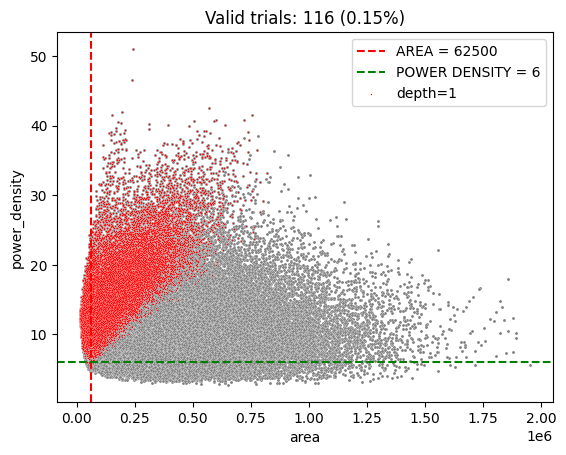 Valid trials: 116 (0.15%)
AREA = 62500
POWER DENSITY = 6
depth=1
power_density
50
40
30
20
10
0.00 0.25 0.50 0.75 1.00 1.25 1.50 1.75 2.00
area
1e6